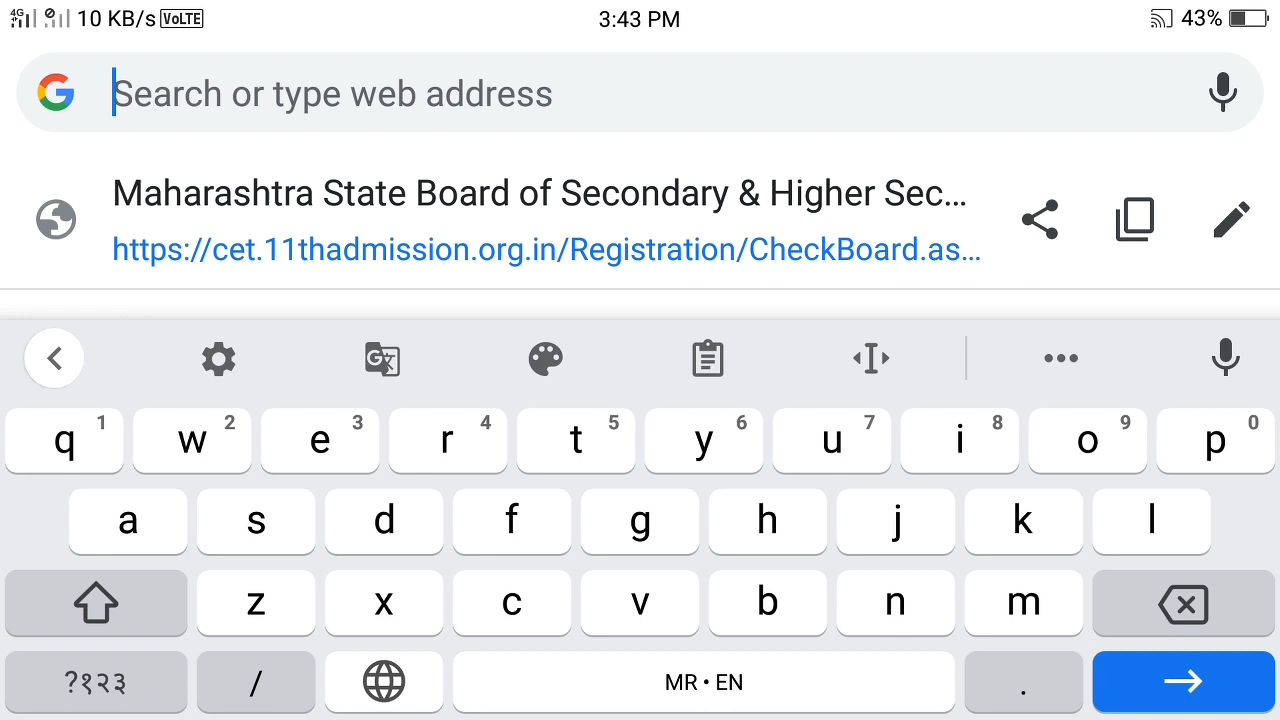 4G 10 KB/s VoLTE 3:43 PM 43%
Search or type web address
Maharashtra State Board of Secondary & Higher Sec...
https://cet.11thadmission.org.in/Registration/CheckBoard.as...
q 1 w 2 e 3 r 4 t 5 y 6 u 7 i 8 o 9 p 0
a s d f g h j k l
z x c v b n m
?१२३ / MR • EN .